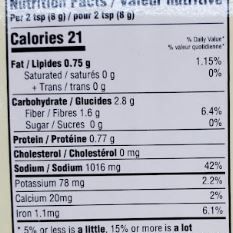 Nutrition Facts / Valeur nutritive
Per 2 tsp (8 g) / pour 2 tsp (8 g)
Calories 21
% Daily Value*
% valeur quotidienne*
Fat / Lipides 0.75 g 1.15%
Saturated / saturés 0 g 0%
+ Trans / trans 0 g
Carbohydrate / Glucides 2.8 g
Fiber / Fibres 1.6 g 6.4%
Sugar / Sucres 0 g 0%
Protein / Protéine 0.77 g
Cholesterol / Cholestérol 0 mg
Sodium / Sodium 1016 mg 42%
Potassium 78 mg 2.2%
Calcium 20mg 2%
Iron 1.1mg 6.1%
* 5% or less is a little, 15% or more is a lot